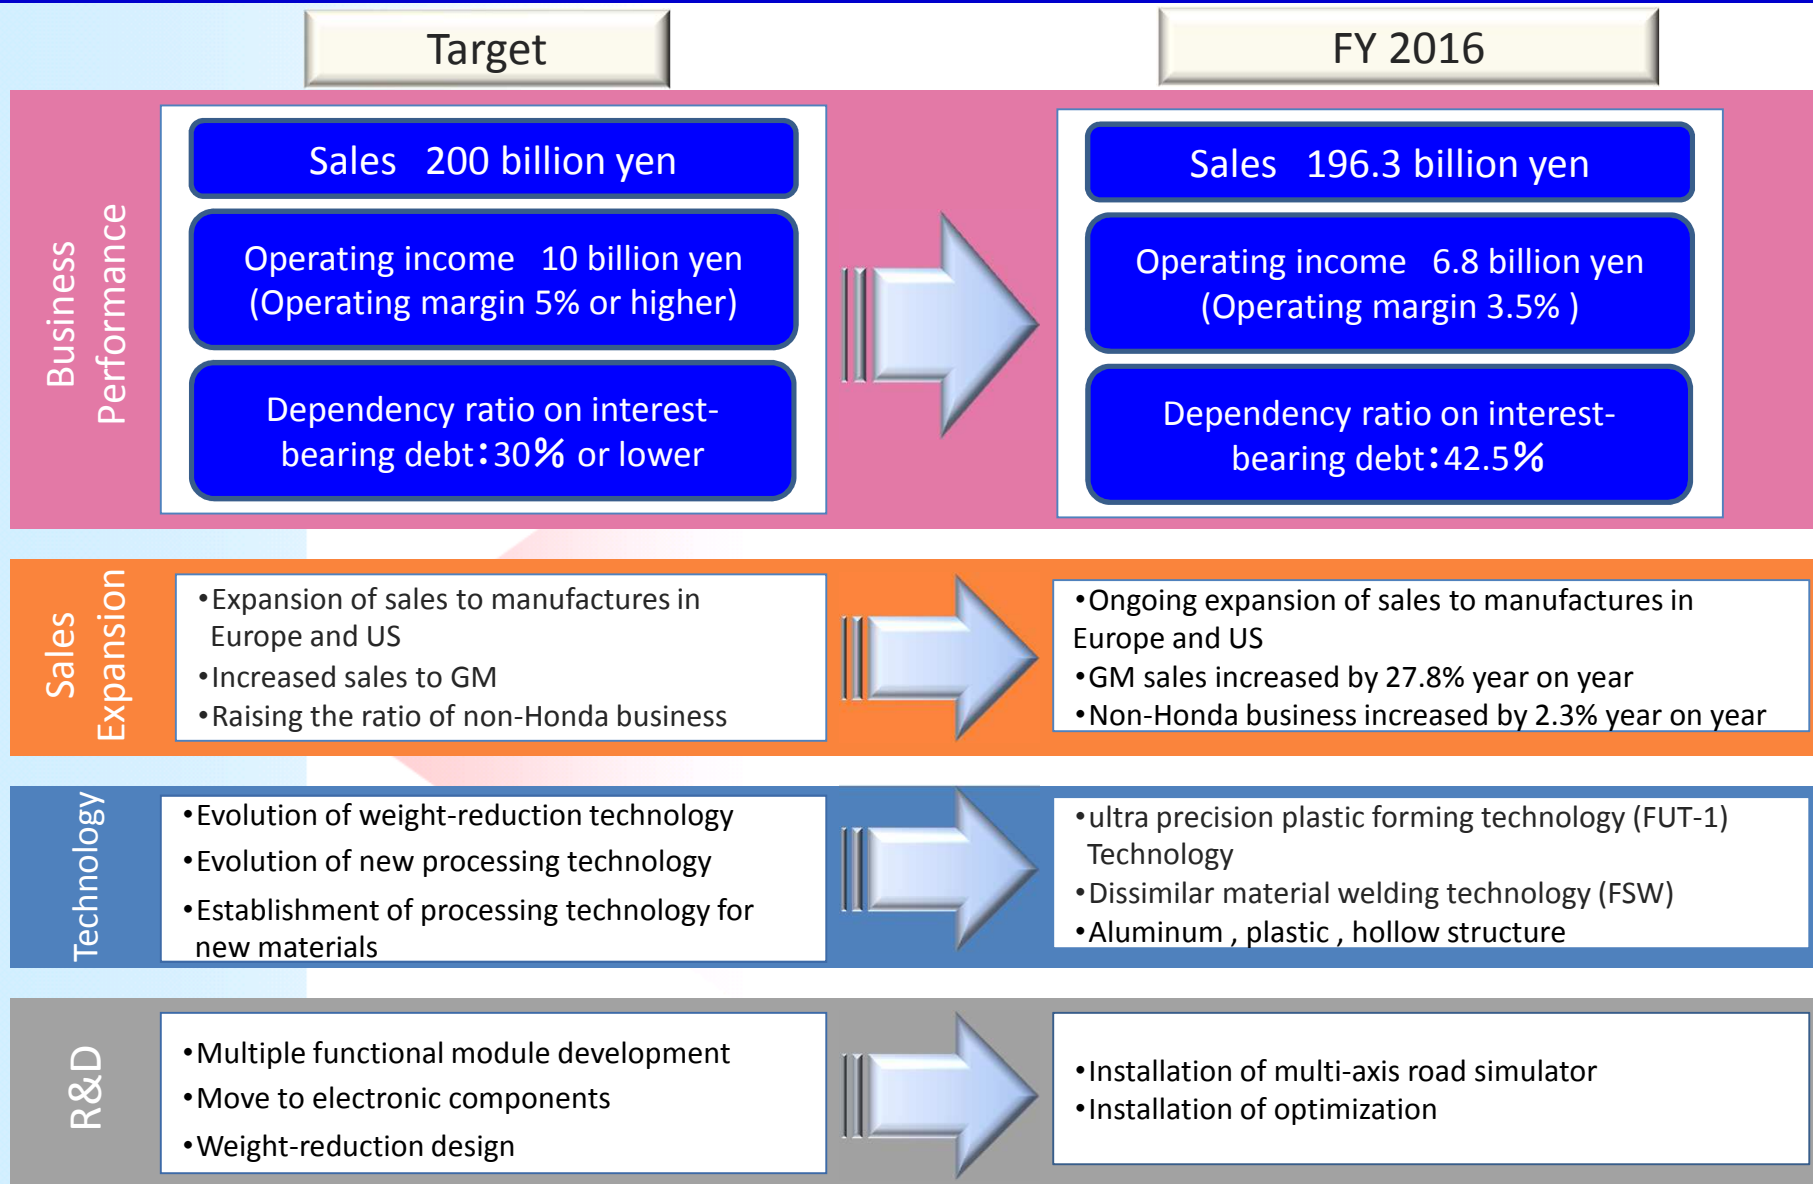 Target
FY 2016
Business
Performance
Sales 200 billion yen
Operating income 10 billion yen
(Operating margin 5% or higher)
Dependency ratio on interest-
bearing debt:30% or lower
Sales 196.3 billion yen
Operating income 6.8 billion yen
(Operating margin 3.5% )
Dependency ratio on interest-
bearing debt:42.5%
Sales
Expansion
•Expansion of sales to manufactures in
Europe and US
•Increased sales to GM
•Raising the ratio of non-Honda business
•Ongoing expansion of sales to manufactures in
Europe and US
•GM sales increased by 27.8% year on year
•Non-Honda business increased by 2.3% year on year
Technology
•Evolution of weight-reduction technology
•Evolution of new processing technology
•Establishment of processing technology for
new materials
•ultra precision plastic forming technology (FUT-1)
Technology
•Dissimilar material welding technology (FSW)
•Aluminum , plastic , hollow structure
R&D
•Multiple functional module development
•Move to electronic components
•Weight-reduction design
•Installation of multi-axis road simulator
•Installation of optimization